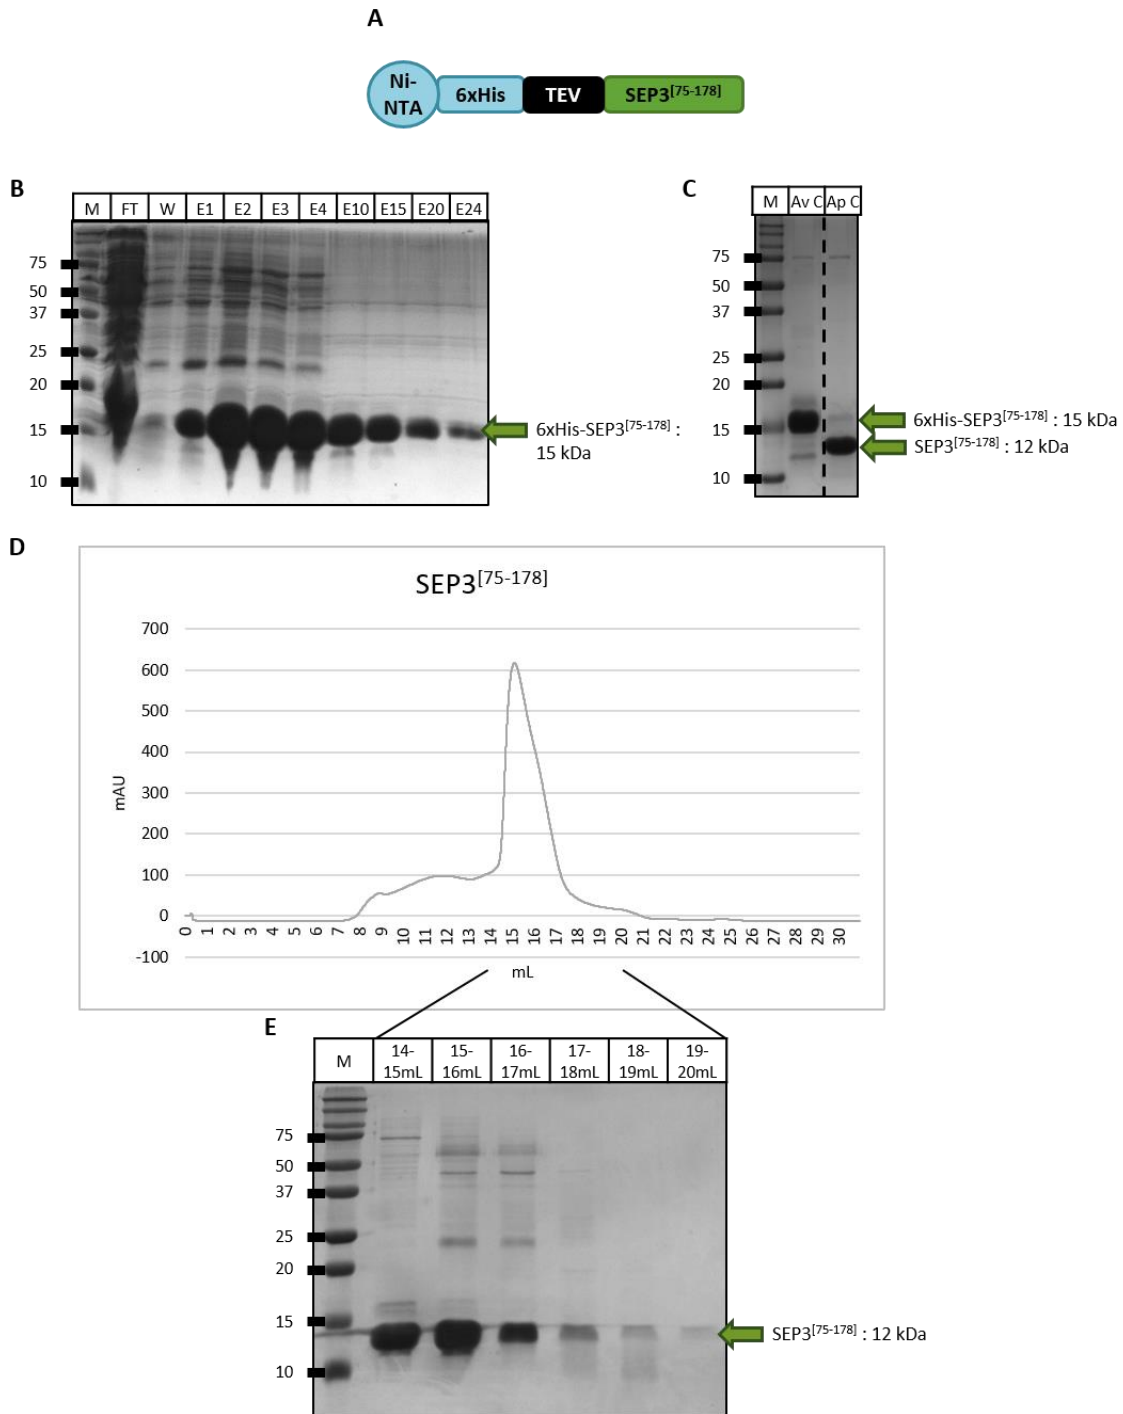 A
Ni-
NTA
6xHis
TEV
SEP3[75-178]
B
M FT W E1 E2 E3 E4 E10 E15 E20 E24
75
50
37
25
20
15
10
6xHis-SEP3[75-178] :
15 kDa
C
M Av C Ap C
75
50
37
25
20
15
10
6xHis-SEP3[75-178] : 15 kDa
SEP3[75-178] : 12 kDa
D
SEP3[75-178]
700
600
500
400
300
200
100
0
-100
mAU
0 1 2 3 4 5 6 7 8 9 10 11 12 13 14 15 16 17 18 19 20 21 22 23 24 25 26 27 28 29 30
mL
E
M 14- 15- 16- 17- 18- 19-
15mL 16mL 17mL 18mL 19mL 20mL
75
50
37
25
20
15
10
SEP3[75-178] : 12 kDa